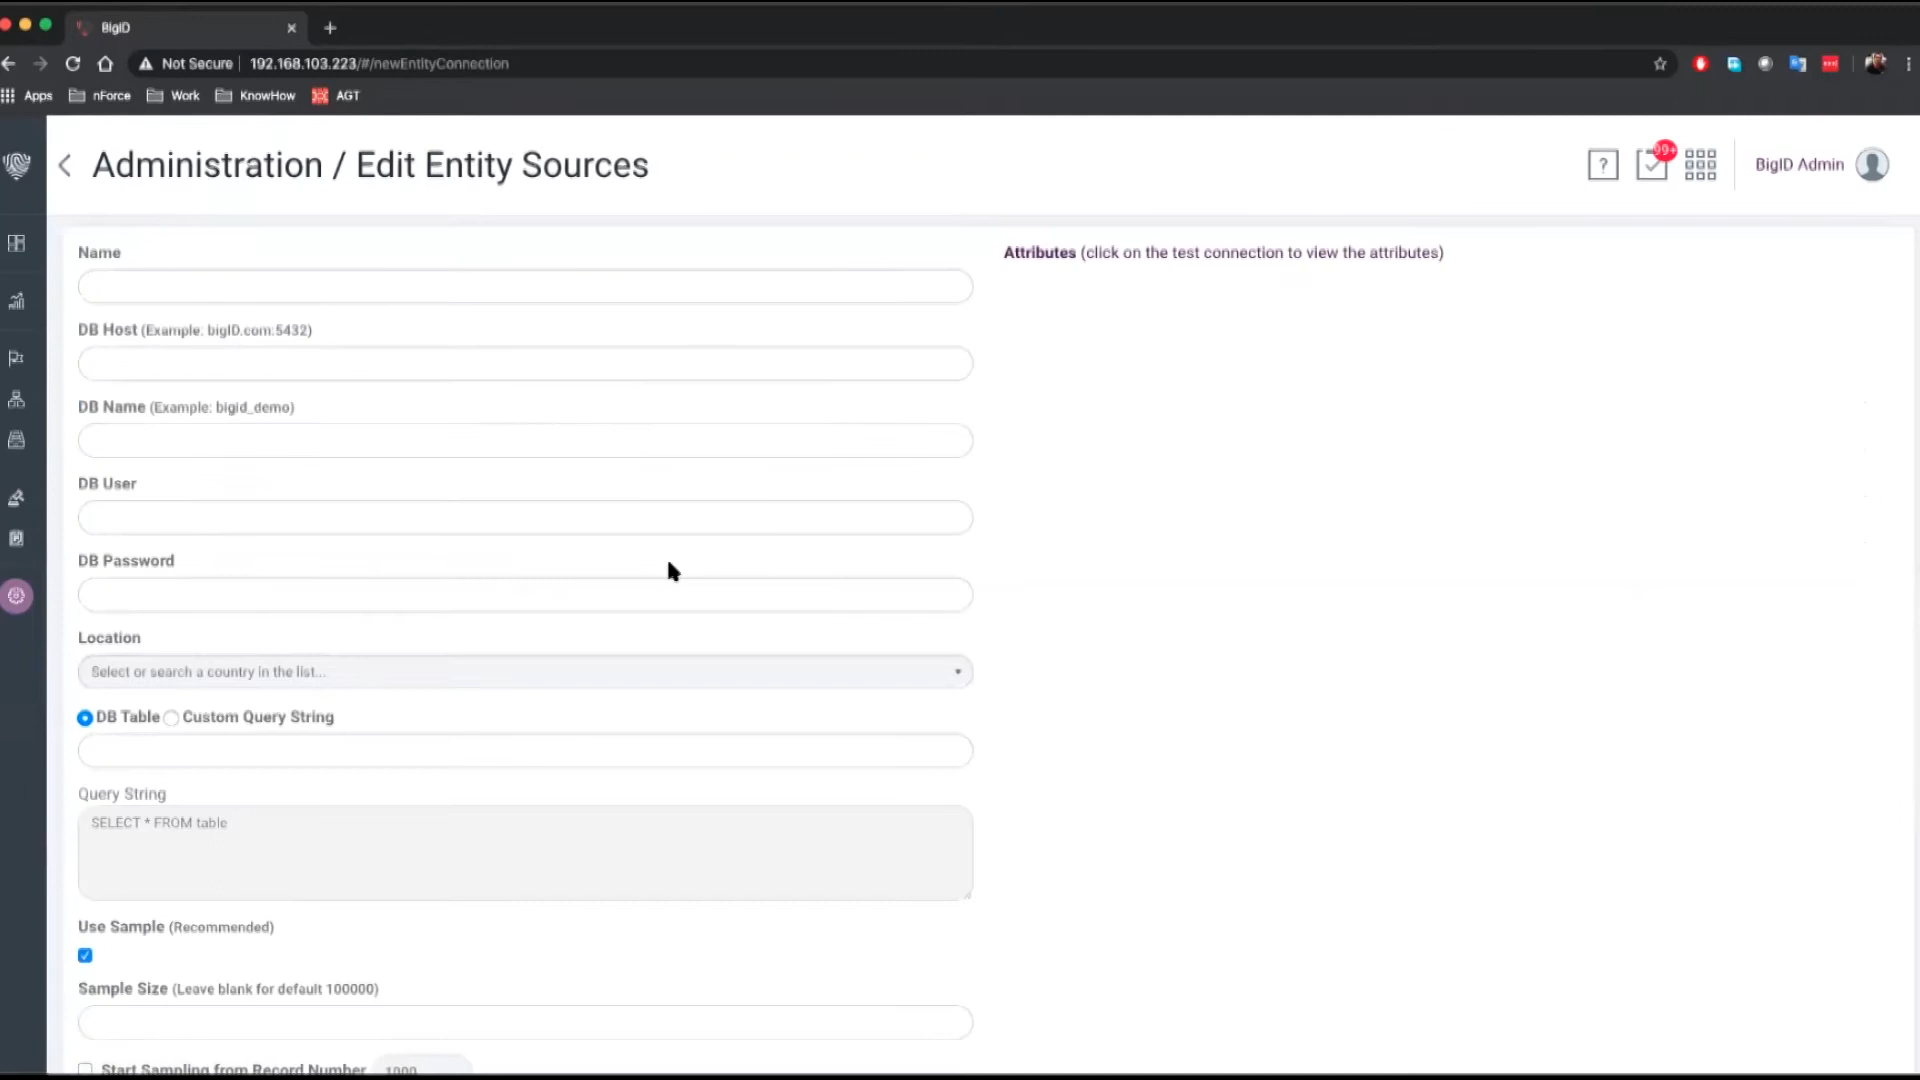 BigID
Not Secure 192.168.103.223/#/newEntityConnection
Apps nForce Work KnowHow AGT
Administration / Edit Entity Sources
? 99+ BigID Admin
Name
Attributes (click on the test connection to view the attributes)
DB Host (Example: bigID.com:5432)
DB Name (Example: bigid_demo)
DB User
DB Password
Location
Select or search a country in the list...
DB Table Custom Query String
Query String
SELECT * FROM table
Use Sample (Recommended)
Sample Size (Leave blank for default 100000)
Start Sampling from Record Number 1000